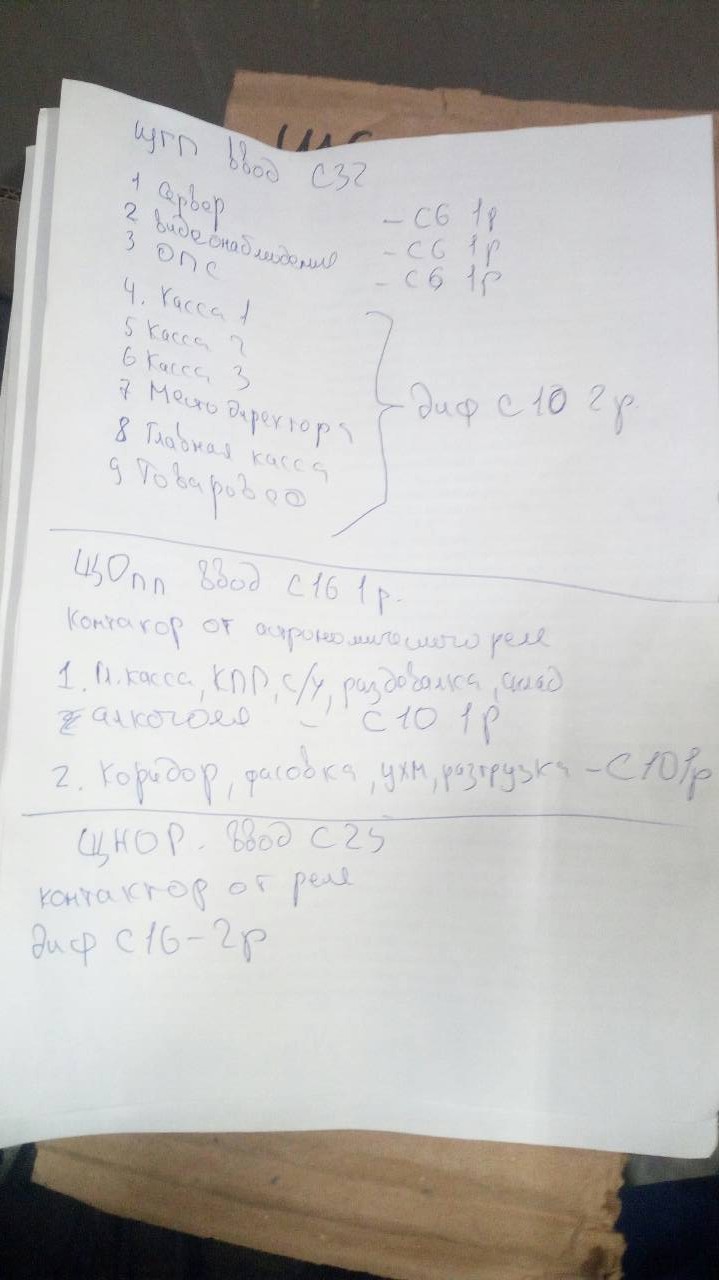 ЩГП ввод С32
1 Сервер - С6 1р
2 Видеонаблюдение - С6 1р
3 ОПС - С6 1р
4. Касса 1
5 Касса 2
6 Касса 3
7 Место директора
8 Главная касса
9 Товаровед
диф С10 2р.
ЩОпп ввод С16 1р.
контактор от астрономического реле
1. Гл. касса, КПП, с/у, раздевалка, склад
алкоголя - С10 1р
2. Коридор, фасовка, ухм, разгрузка - С10 1р
ЩНОР. Ввод С25
контактор от реле
диф С16-2р